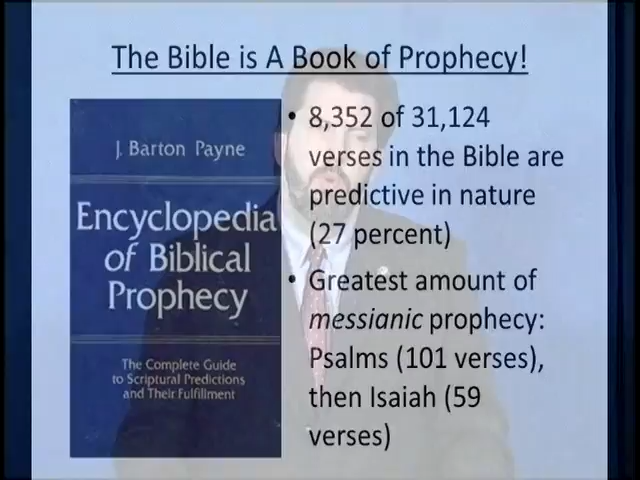 The Bible is A Book of Prophecy!
J. Barton Payne
Encyclopedia
of Biblical
Prophecy
The Complete Guide
to Scriptural Predictions
and Their Fulfillment
• 8,352 of 31,124
verses in the Bible are
predictive in nature
(27 percent)
• Greatest amount of
messianic prophecy:
Psalms (101 verses),
then Isaiah (59
verses)